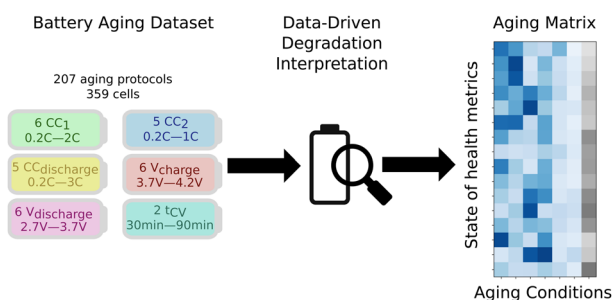 Battery Aging Dataset
207 aging protocols
359 cells
6 CC1
0.2C—2C
5 CC2
0.2C—1C
5 CCdischarge
0.2C—3C
6 Vcharge
3.7V—4.2V
6 Vdischarge
2.7V—3.7V
2 tCV
30min—90min
Data-Driven
Degradation
Interpretation
Aging Matrix
State of health metrics
Aging Conditions